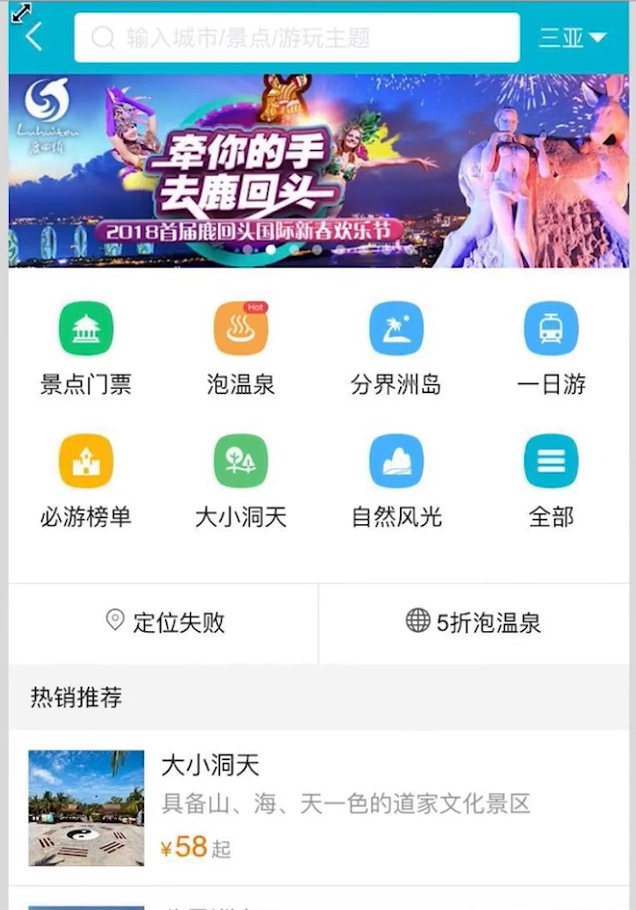 输入城市/景点/游玩主题
三亚
Luhuitou
鹿回头
牵你的手
去鹿回头
2018首届鹿回头国际新春欢乐节
Hot
景点门票
泡温泉
分界洲岛
一日游
必游榜单
大小洞天
自然风光
全部
定位失败
5折泡温泉
热销推荐
大小洞天
具备山、海、天一色的道家文化景区
¥58起